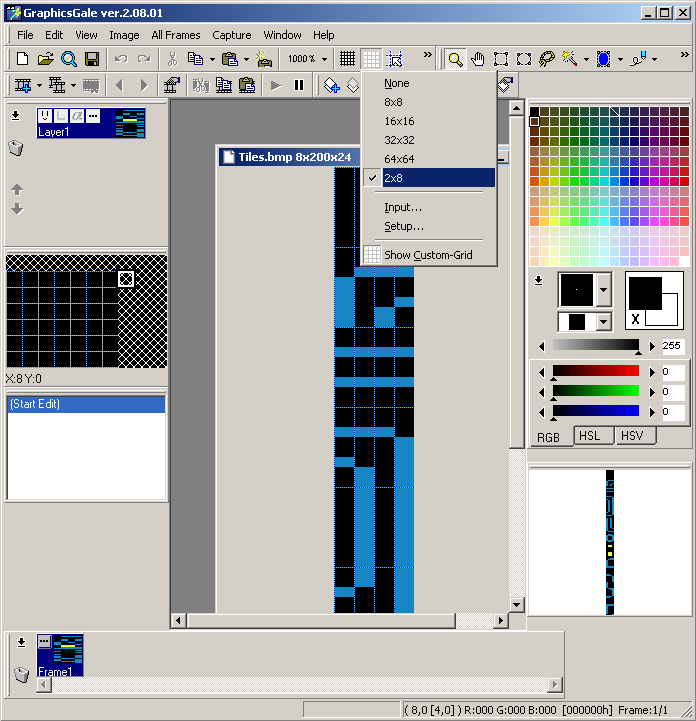 GraphicsGale ver.2.08.01
File Edit View Image All Frames Capture Window Help
1000%
None
8x8
16x16
32x32
64x64
2x8
Input...
Setup...
Show Custom-Grid
Layer1
Tiles.bmp 8x200x24
X:8 Y:0
(Start Edit)
X
255
0
0
0
RGB HSL HSV
Frame1
( 8,0 [4,0] ) R:000 G:000 B:000 [000000h] Frame:1/1